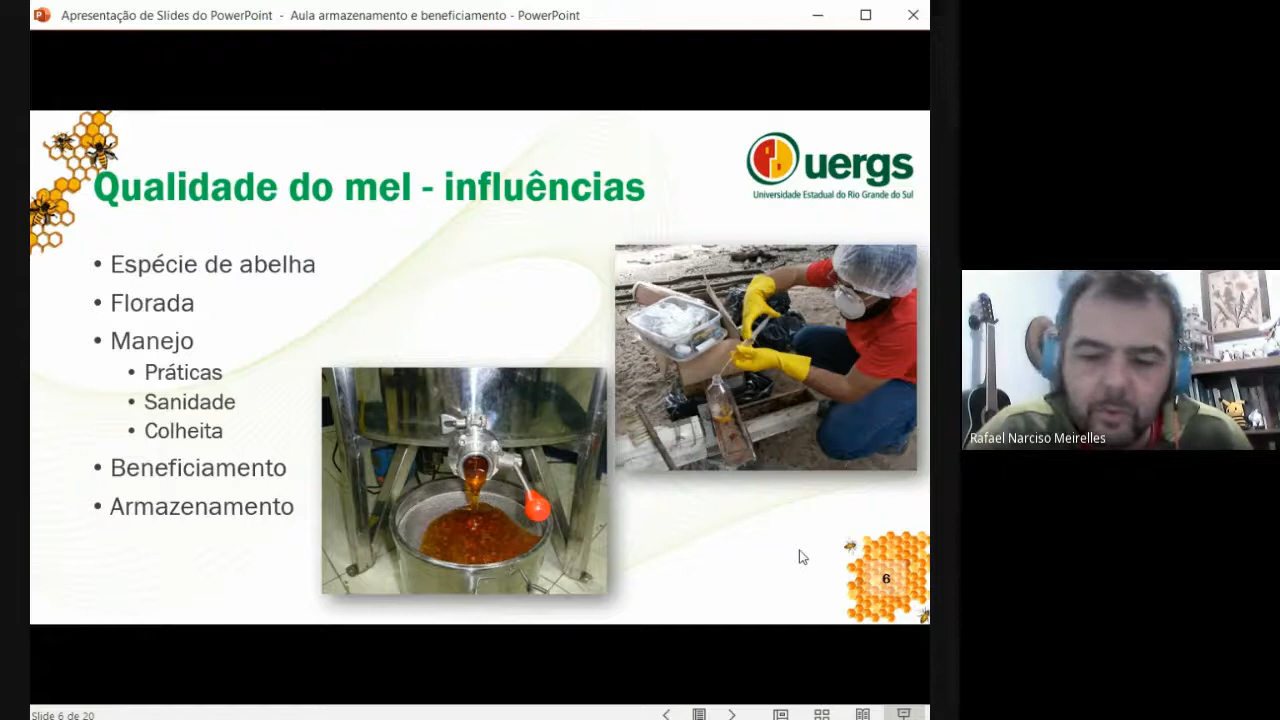 Apresentação de Slides do PowerPoint - Aula armazenamento e beneficiamento - PowerPoint
uergs
Universidade Estadual do Rio Grande do Sul
Qualidade do mel - influências
• Espécie de abelha
• Florada
• Manejo
• Práticas
• Sanidade
• Colheita
• Beneficiamento
• Armazenamento
6
Rafael Narciso Meirelles
Slide 6 de 20